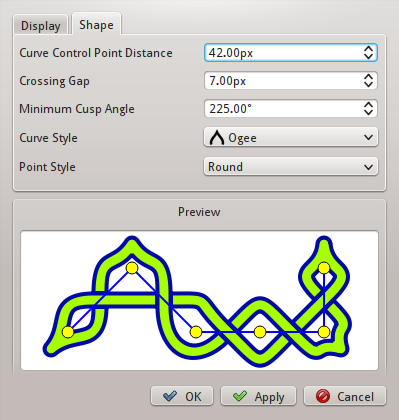 Display Shape
Curve Control Point Distance 42.00px
Crossing Gap 7.00px
Minimum Cusp Angle 225.00°
Curve Style Ogee
Point Style Round
Preview
OK Apply Cancel